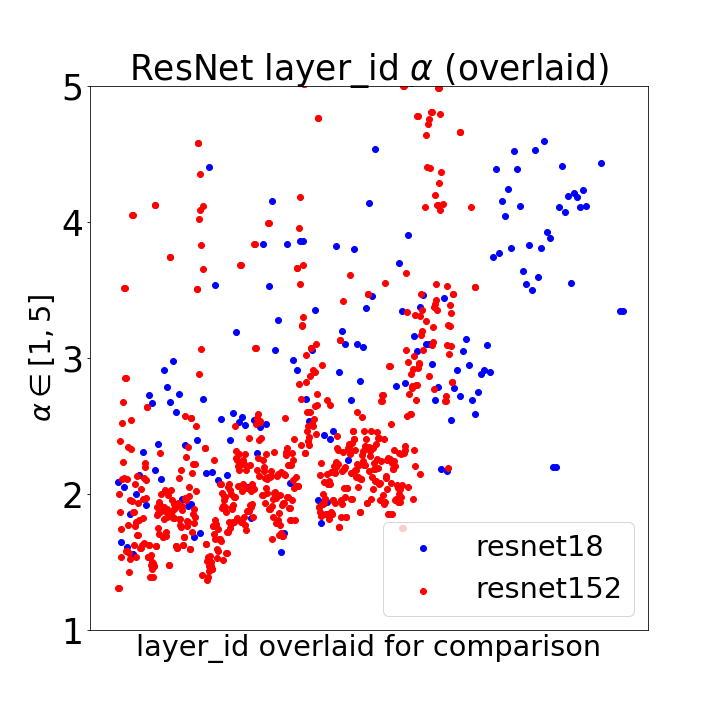 ResNet layer_id α (overlaid)
5
4
3
2
1
α ∈ [1, 5]
resnet18
resnet152
layer_id overlaid for comparison